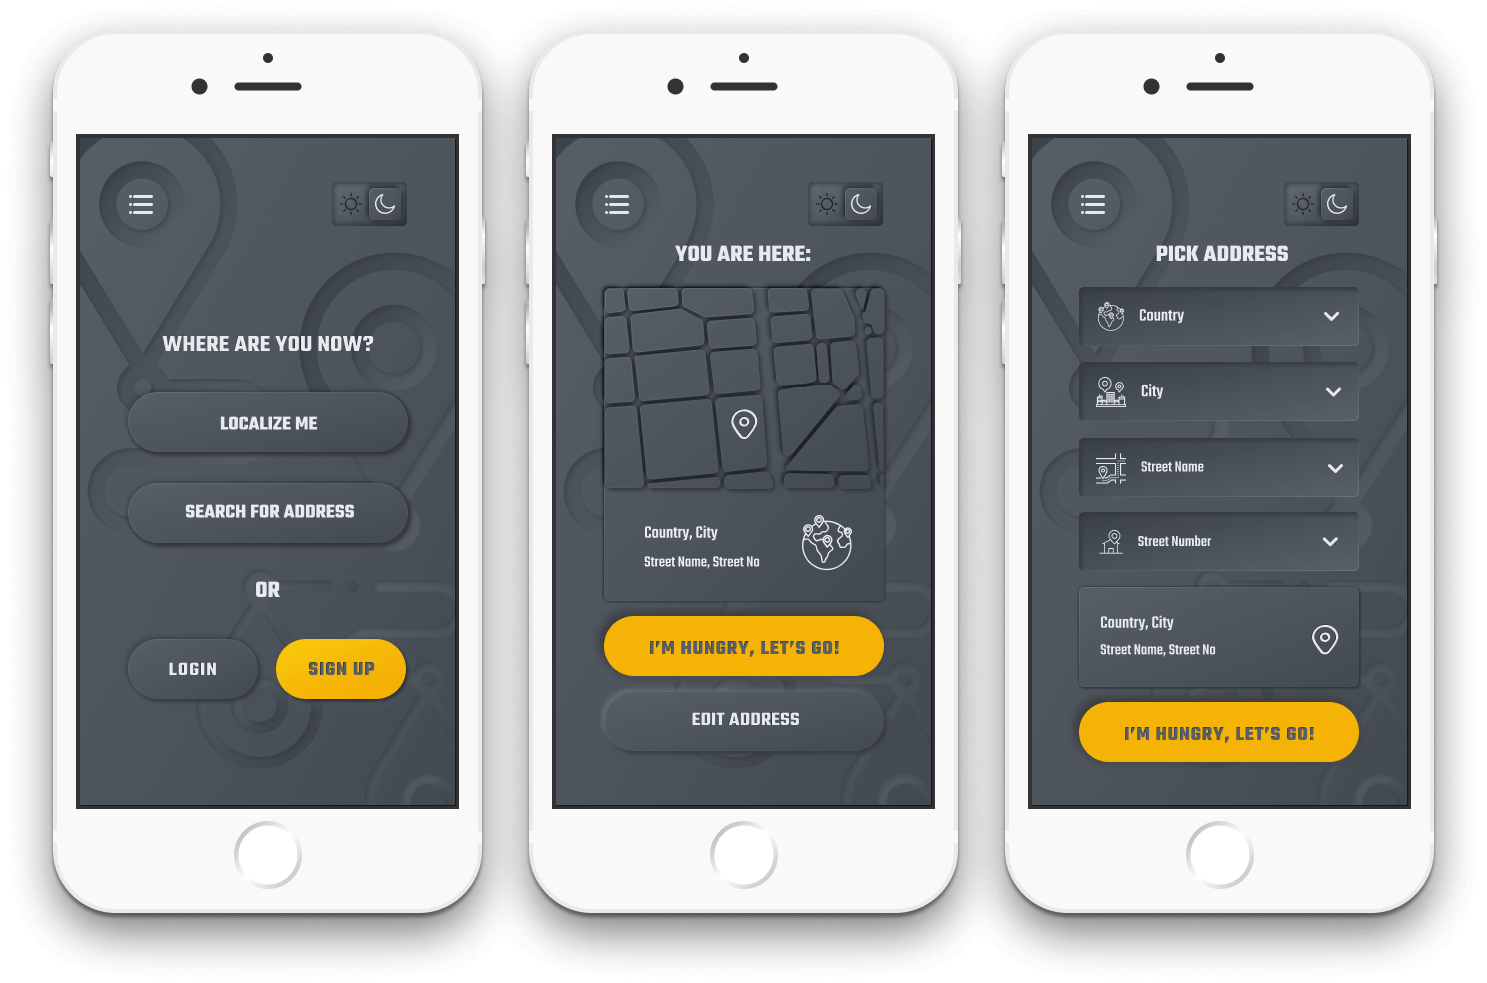 WHERE ARE YOU NOW?
LOCALIZE ME
SEARCH FOR ADDRESS
OR
LOGIN
SIGN UP
YOU ARE HERE:
Country, City
Street Name, Street No
I'M HUNGRY, LET'S GO!
EDIT ADDRESS
PICK ADDRESS
Country
City
Street Name
Street Number
Country, City
Street Name, Street No
I'M HUNGRY, LET'S GO!